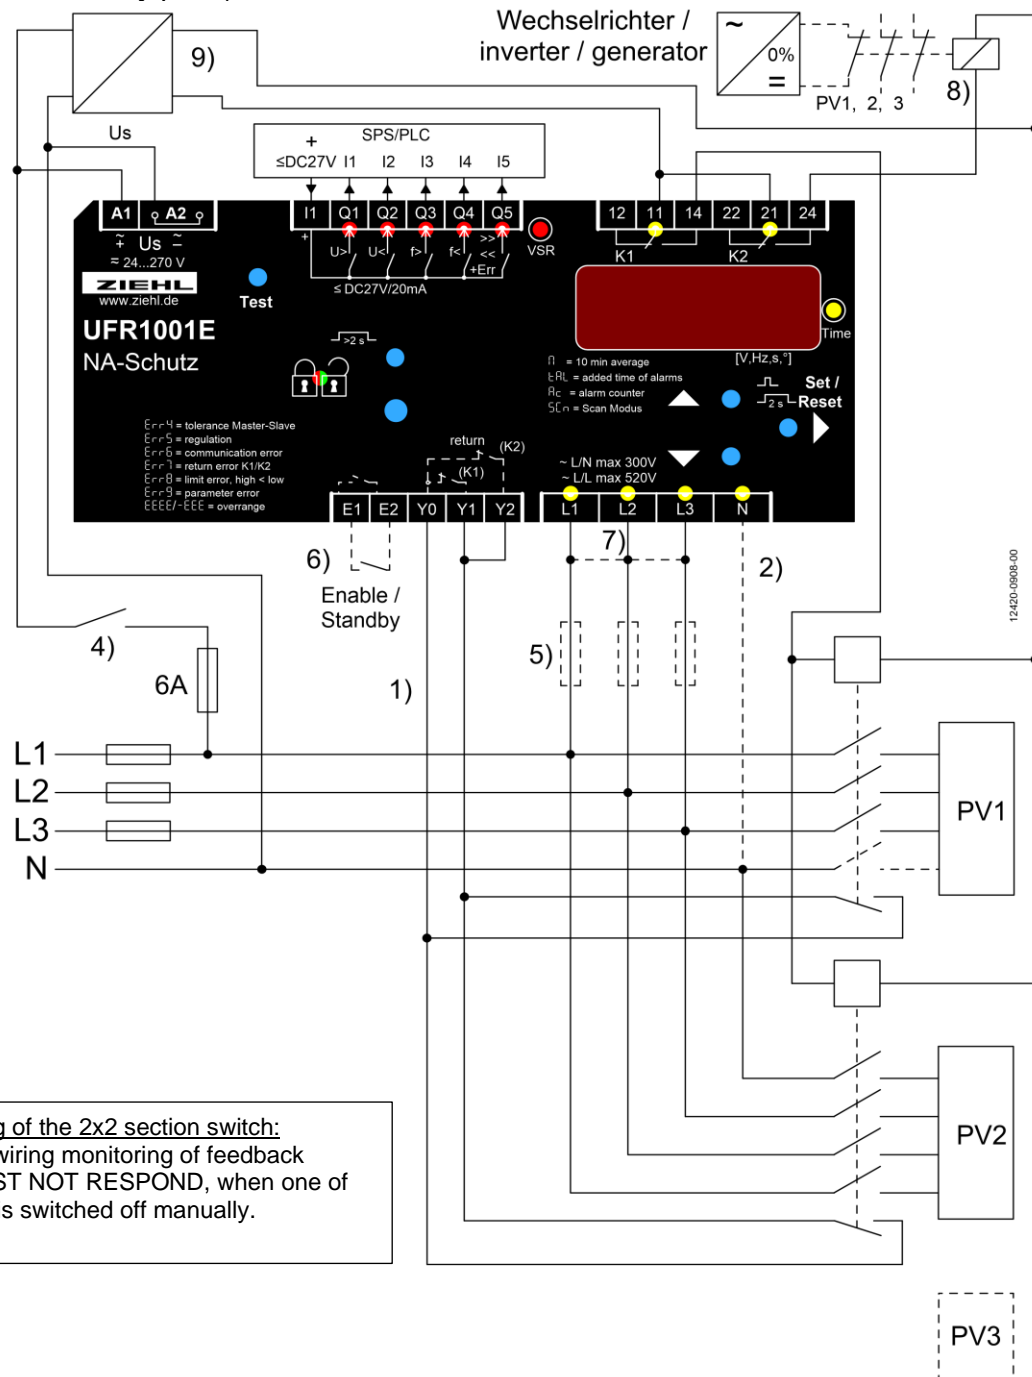 Wechselrichter /
inverter / generator
~
0%
=
PV1, 2, 3
8)
9)
Us
SPS/PLC
+
≤DC27V I1 I2 I3 I4 I5
A1 A2
I1 Q1 Q2 Q3 Q4 Q5
12 11 14 22 21 24
+ Us –
≂ 24...270 V
ZIEHL
www.ziehl.de
Test
+ U> U< f> f< >>
<<
+Err
≤ DC27V/20mA
VSR
K1 K2
UFR1001E
NA-Schutz
>2 s
Time
[V,Hz,s,°]
n = 10 min average
tAL = added time of alarms
Ac = alarm counter
SCn = Scan Modus
Set /
2 s Reset
Err4 = tolerance Master-Slave
Err5 = regulation
Err6 = communication error
Err7 = return error K1/K2
Err8 = limit error, high < low
Err9 = parameter error
EEEE/-EEE = overrange
return
(K2)
(K1)
~ L/N max 300V
~ L/L max 520V
E1 E2 Y0 Y1 Y2
L1 L2 L3 N
6)
Enable /
Standby
7)
2)
12420-0908-00
4)
6A
1)
5)
L1
L2
L3
N
PV1
PV2
PV3
g of the 2x2 section switch:
wiring monitoring of feedback
ST NOT RESPOND, when one of
is switched off manually.